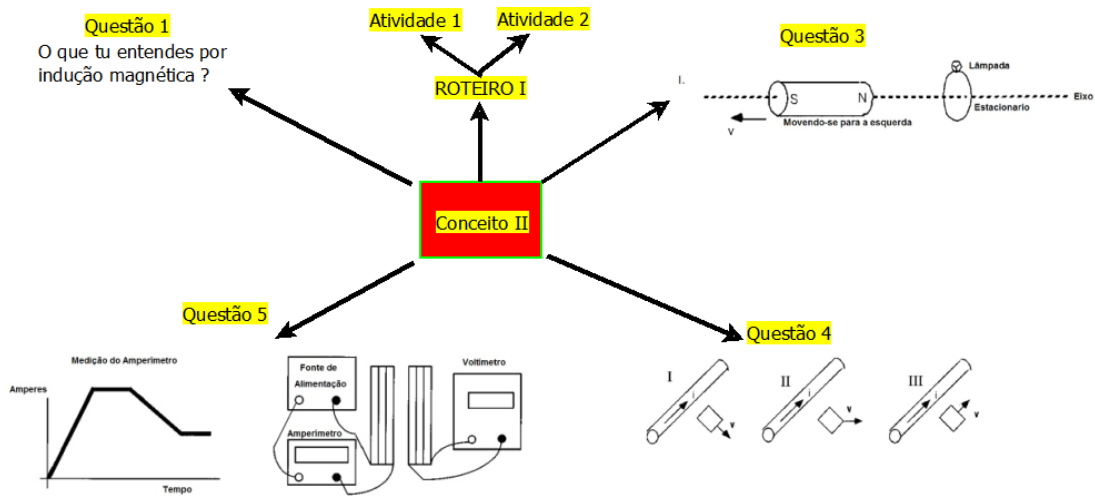 Questão 1
O que tu entendes por
indução magnética ?
Atividade 1
Atividade 2
ROTEIRO I
Questão 3
I.
S
N
Lâmpada
Estacionario
Eixo
Movendo-se para a esquerda
V
Conceito II
Questão 5
Medição do Amperimetro
Amperes
Tempo
Fonte de
Alimentação
Amperimetro
Voltimetro
Questão 4
I
i
v
II
i
v
III
i
v